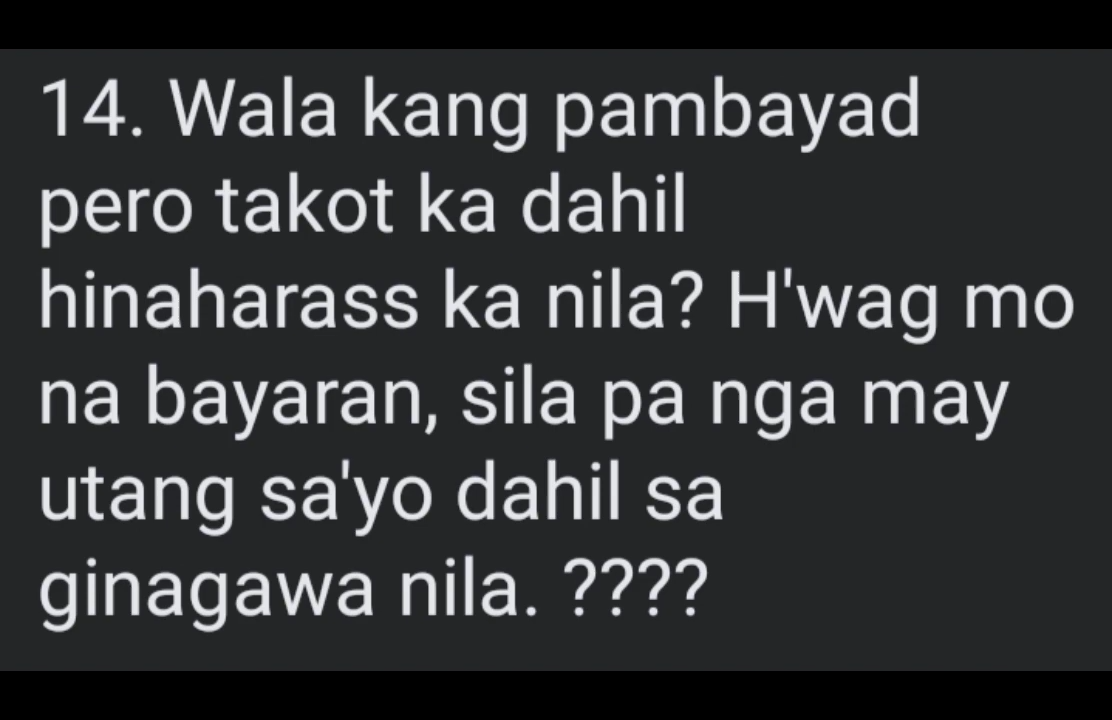 14. Wala kang pambayad
pero takot ka dahil
hinaharass ka nila? H'wag mo
na bayaran, sila pa nga may
utang sa'yo dahil sa
ginagawa nila. ????